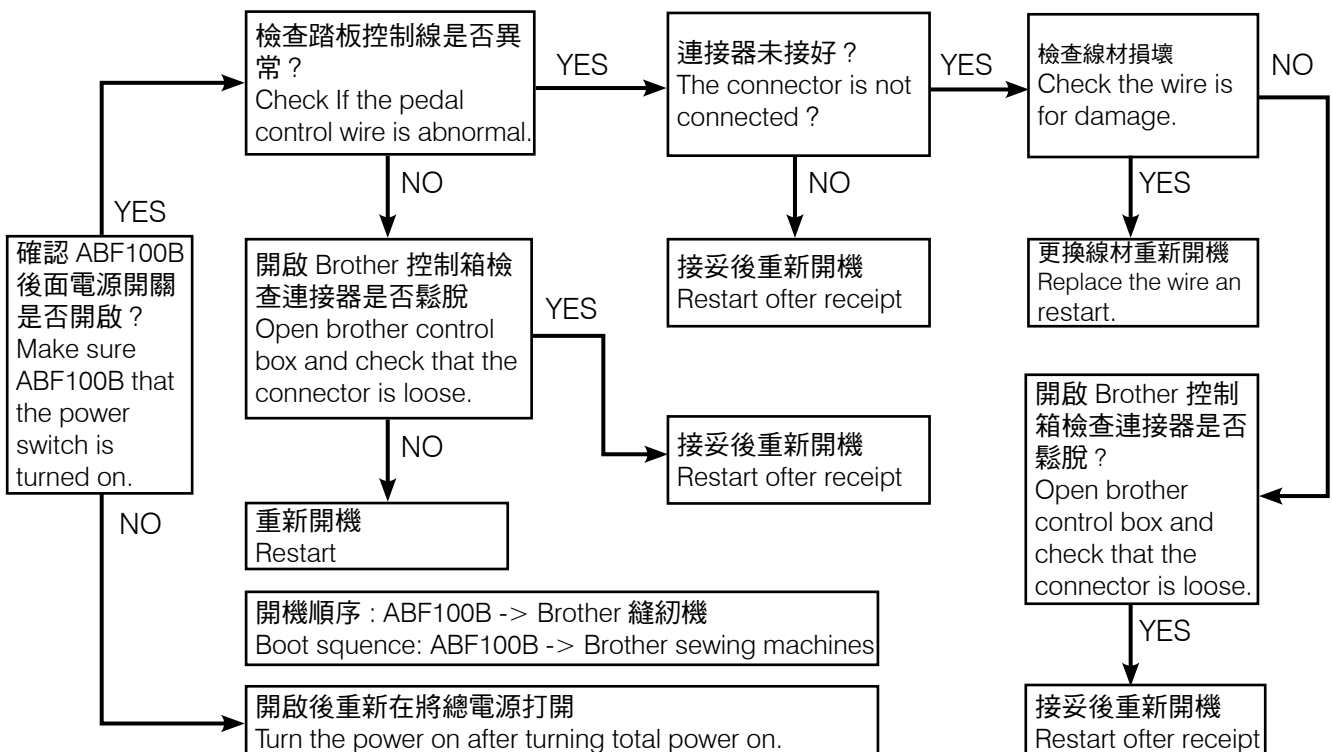 檢查踏板控制線是否異
常？
Check If the pedal
control wire is abnormal.
YES
連接器未接好？
The connector is not
connected？
YES
檢查線材損壞
Check the wire is
for damage.
NO
NO
NO
YES
YES
確認 ABF100B
後面電源開關
是否開啟？
Make sure
ABF100B that
the power
switch is
turned on.
開啟 Brother 控制箱檢
查連接器是否鬆脫
Open brother control
box and check that the
connector is loose.
YES
接妥後重新開機
Restart ofter receipt
更換線材重新開機
Replace the wire an
restart.
NO
接妥後重新開機
Restart ofter receipt
開啟 Brother 控制
箱檢查連接器是否
鬆脫？
Open brother
control box and
check that the
connector is loose.
NO
重新開機
Restart
開機順序 : ABF100B -> Brother 縫紉機
Boot squence: ABF100B -> Brother sewing machines
YES
開啟後重新在將總電源打開
Turn the power on after turning total power on.
接妥後重新開機
Restart ofter receipt